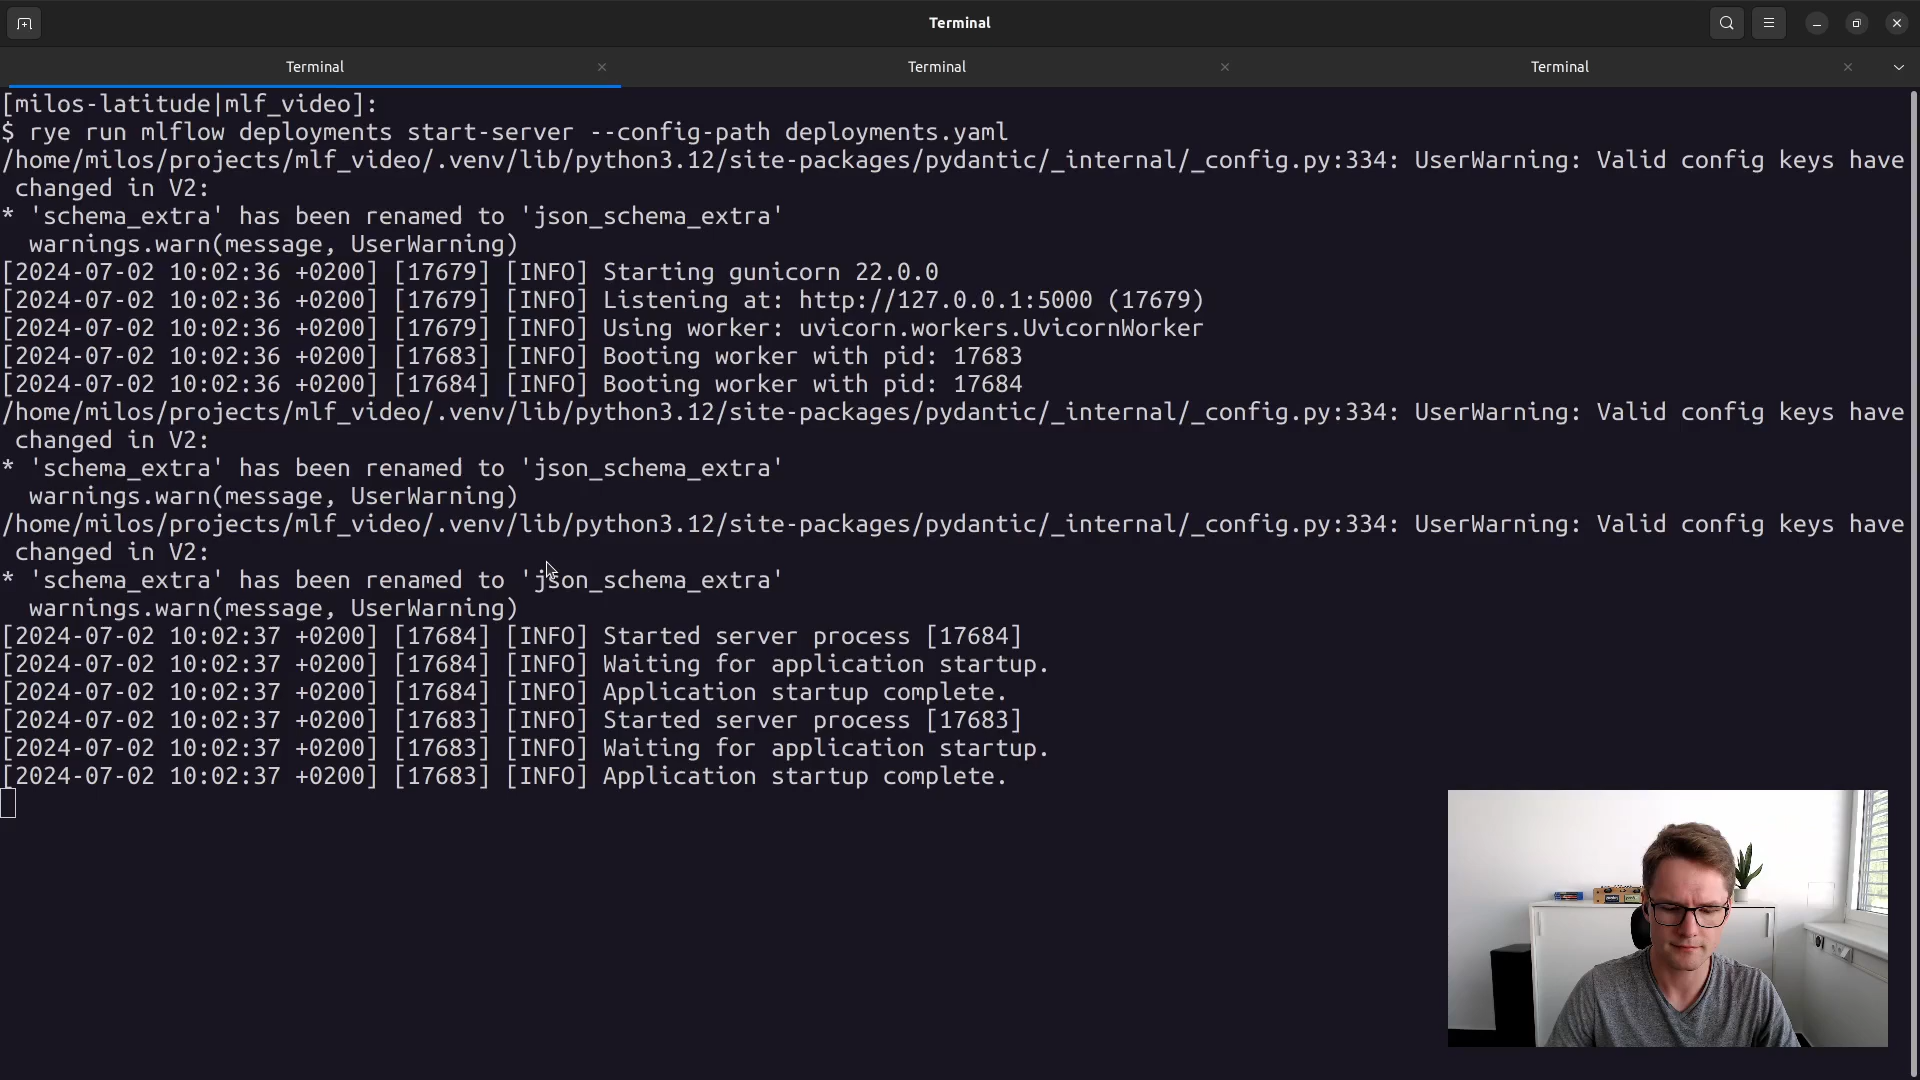 Terminal
Terminal
Terminal
Terminal
[milos-latitude|mlf_video]:
$ rye run mlflow deployments start-server --config-path deployments.yaml
/home/milos/projects/mlf_video/.venv/lib/python3.12/site-packages/pydantic/_internal/_config.py:334: UserWarning: Valid config keys have
changed in V2:
* 'schema_extra' has been renamed to 'json_schema_extra'
warnings.warn(message, UserWarning)
[2024-07-02 10:02:36 +0200] [17679] [INFO] Starting gunicorn 22.0.0
[2024-07-02 10:02:36 +0200] [17679] [INFO] Listening at: http://127.0.0.1:5000 (17679)
[2024-07-02 10:02:36 +0200] [17679] [INFO] Using worker: uvicorn.workers.UvicornWorker
[2024-07-02 10:02:36 +0200] [17683] [INFO] Booting worker with pid: 17683
[2024-07-02 10:02:36 +0200] [17684] [INFO] Booting worker with pid: 17684
/home/milos/projects/mlf_video/.venv/lib/python3.12/site-packages/pydantic/_internal/_config.py:334: UserWarning: Valid config keys have
changed in V2:
* 'schema_extra' has been renamed to 'json_schema_extra'
warnings.warn(message, UserWarning)
/home/milos/projects/mlf_video/.venv/lib/python3.12/site-packages/pydantic/_internal/_config.py:334: UserWarning: Valid config keys have
changed in V2:
* 'schema_extra' has been renamed to 'json_schema_extra'
warnings.warn(message, UserWarning)
[2024-07-02 10:02:37 +0200] [17684] [INFO] Started server process [17684]
[2024-07-02 10:02:37 +0200] [17684] [INFO] Waiting for application startup.
[2024-07-02 10:02:37 +0200] [17684] [INFO] Application startup complete.
[2024-07-02 10:02:37 +0200] [17683] [INFO] Started server process [17683]
[2024-07-02 10:02:37 +0200] [17683] [INFO] Waiting for application startup.
[2024-07-02 10:02:37 +0200] [17683] [INFO] Application startup complete.